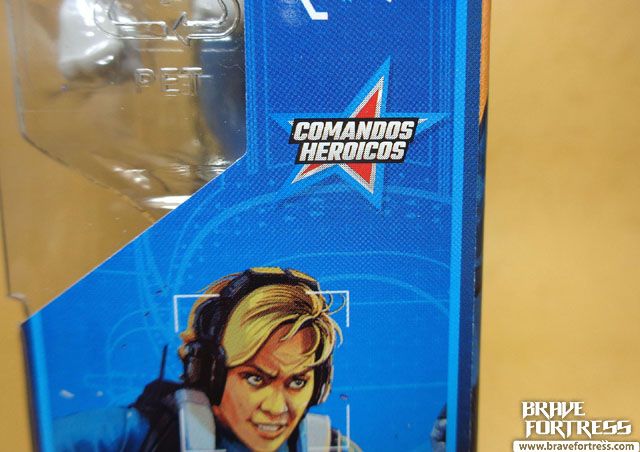 PET
COMANDOS
HEROICOS
BRAVE
FORTRESS
www.bravefortress.com